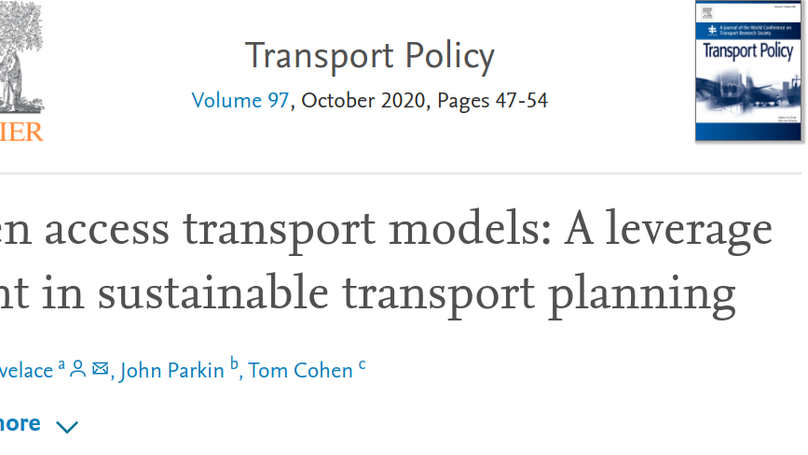 Transport Policy
Volume 97, October 2020, Pages 47-54
IER
A journal of the World Conference on
Transport Research Society
Transport Policy
en access transport models: A leverage
nt in sustainable transport planning
velace a, John Parkin b, Tom Cohen c
nore